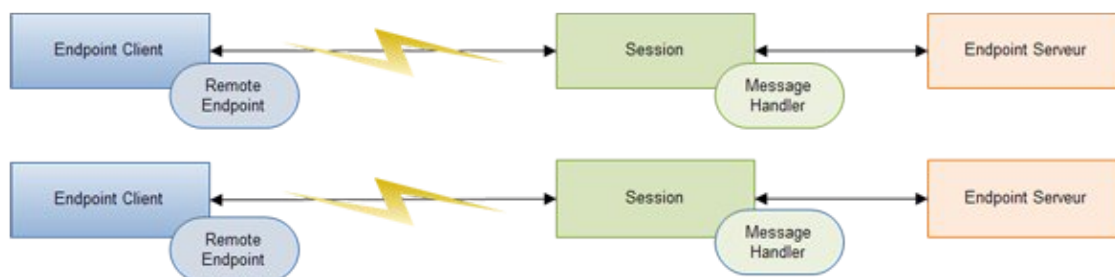 Endpoint Client
Session
Endpoint Serveur
Remote
Endpoint
Message
Handler
Endpoint Client
Session
Endpoint Serveur
Remote
Endpoint
Message
Handler